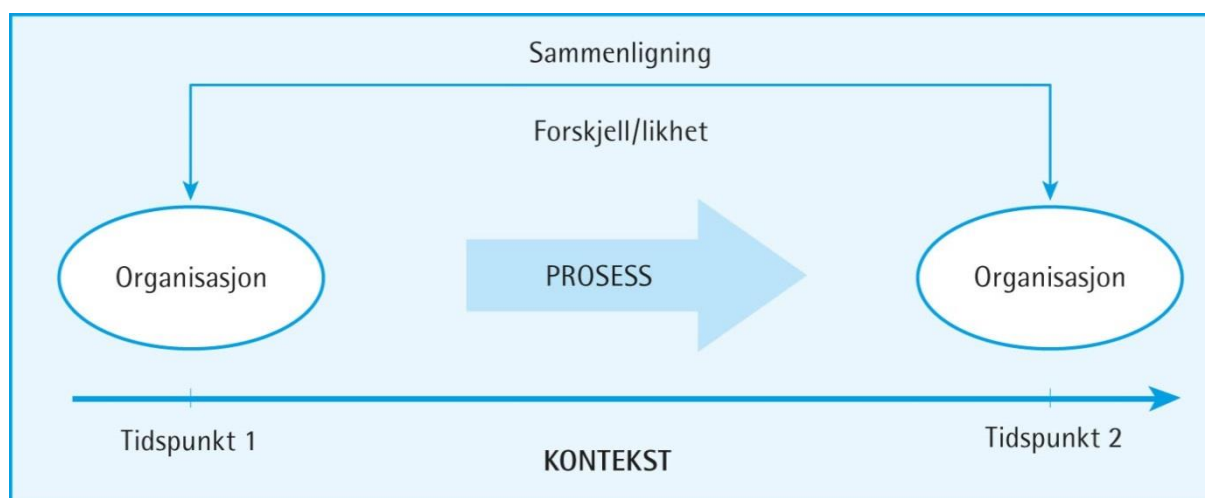 Sammenligning
Forskjell/likhet
Organisasjon
PROSESS
Organisasjon
Tidspunkt 1
Tidspunkt 2
KONTEKST